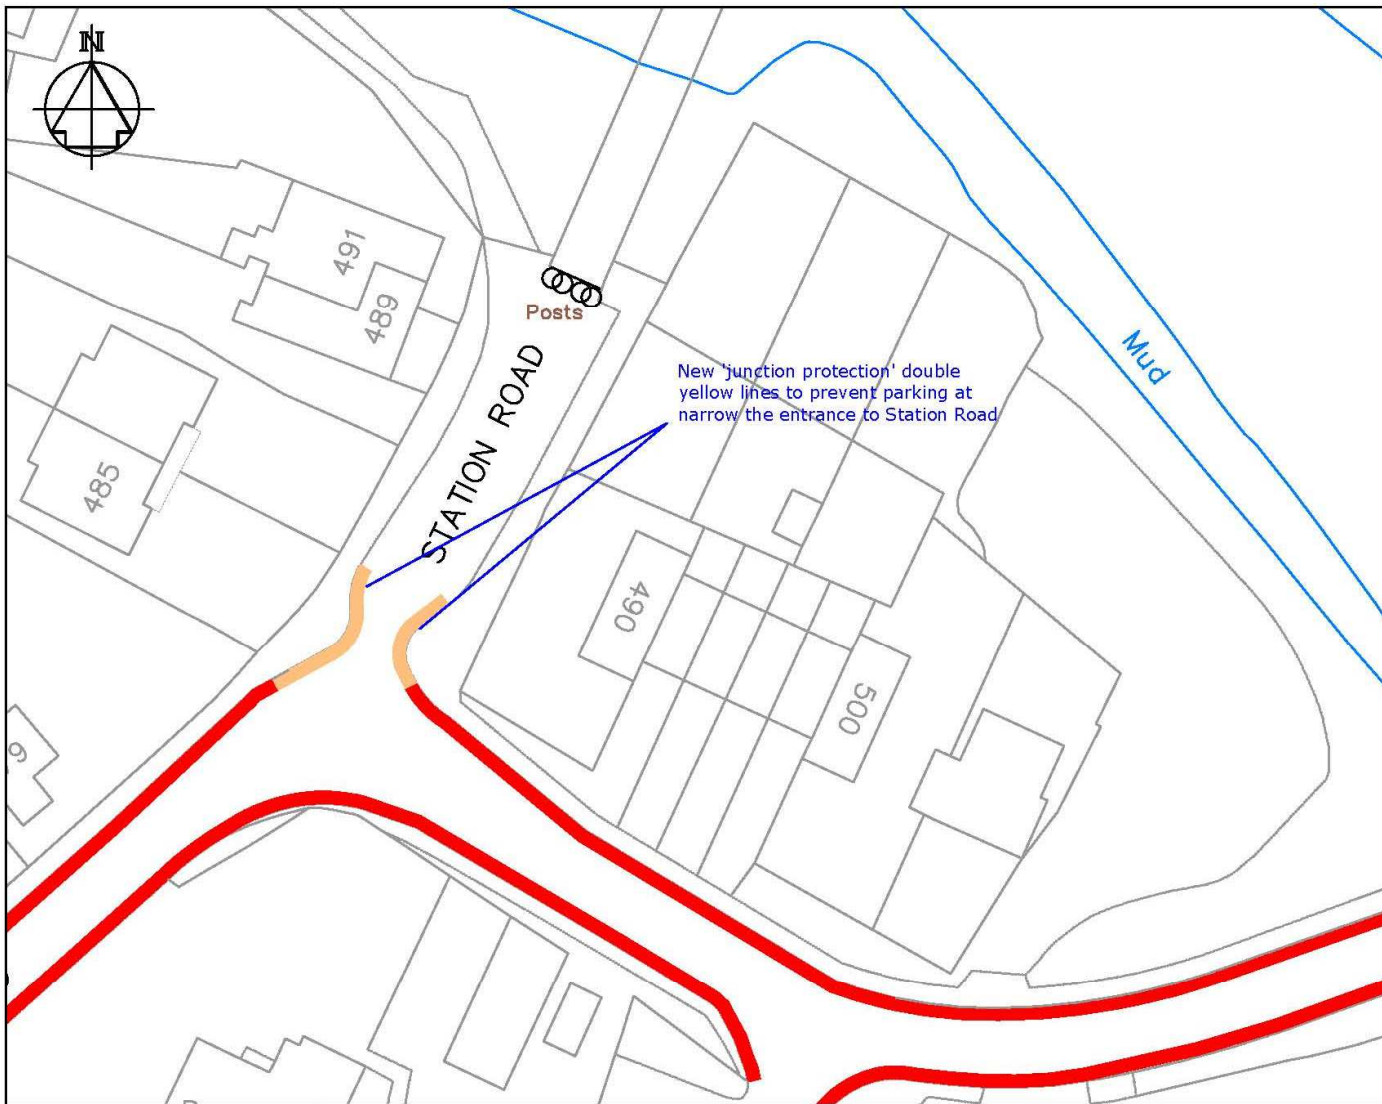 N
491
489
Posts
STATION ROAD
Mud
New 'junction protection' double
yellow lines to prevent parking at
narrow the entrance to Station Road
485
490
500
9